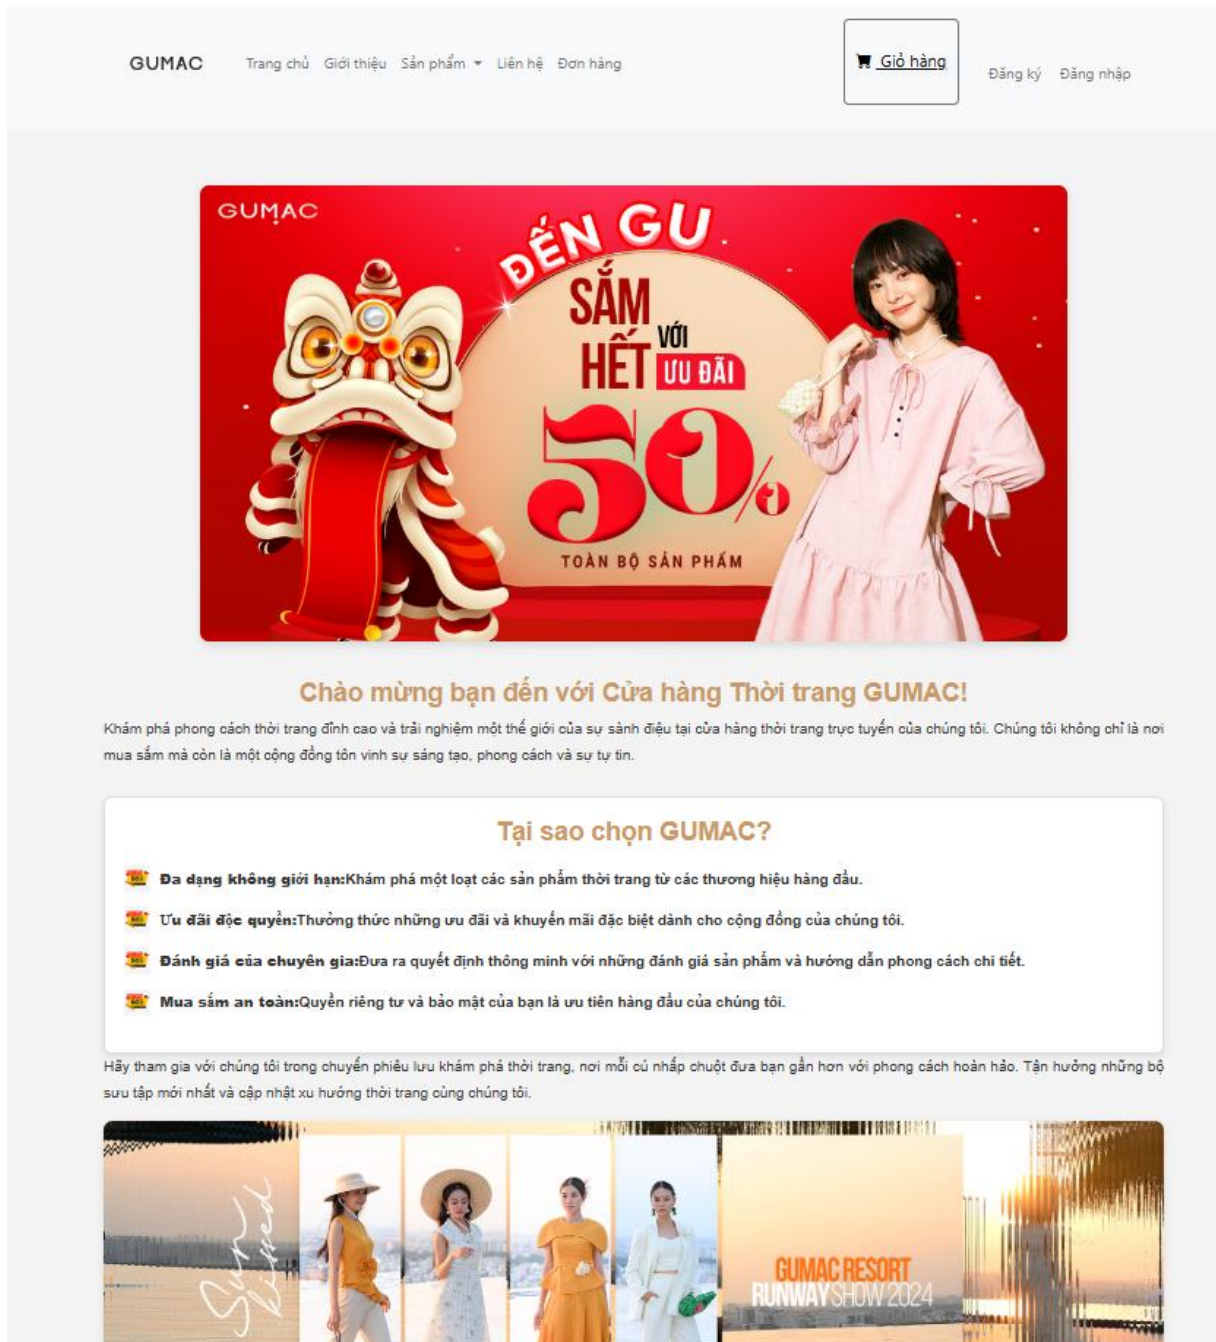 GUMAC
Trang chủ Giới thiệu Sản phẩm Liên hệ Đơn hàng
Giỏ hàng
Đăng ký Đăng nhập
GUMAC
ĐẾN GU
SẮM
HẾT
VỚI
ƯU ĐÃI
50%
TOÀN BỘ SẢN PHẨM
Chào mừng bạn đến với Cửa hàng Thời trang GUMAC!
Khám phá phong cách thời trang đỉnh cao và trải nghiệm một thế giới của sự sành điệu tại cửa hàng thời trang trực tuyến của chúng tôi. Chúng tôi không chỉ là nơi
mua sắm mà còn là một cộng đồng tôn vinh sự sáng tạo, phong cách và sự tự tin.
Tại sao chọn GUMAC?
Đa dạng không giới hạn:Khám phá một loạt các sản phẩm thời trang từ các thương hiệu hàng đầu.
Ưu đãi độc quyền:Thưởng thức những ưu đãi và khuyến mãi đặc biệt dành cho cộng đồng của chúng tôi.
Đánh giá của chuyên gia:Đưa ra quyết định thông minh với những đánh giá sản phẩm và hướng dẫn phong cách chi tiết.
Mua sắm an toàn:Quyền riêng tư và bảo mật của bạn là ưu tiên hàng đầu của chúng tôi.
Hãy tham gia với chúng tôi trong chuyến phiêu lưu khám phá thời trang, nơi mỗi cú nhấp chuột đưa bạn gần hơn với phong cách hoàn hảo. Tận hưởng những bộ
sưu tập mới nhất và cập nhật xu hướng thời trang cùng chúng tôi.
Sun
kissed
GUMAC RESORT
RUNWAY SHOW 2024